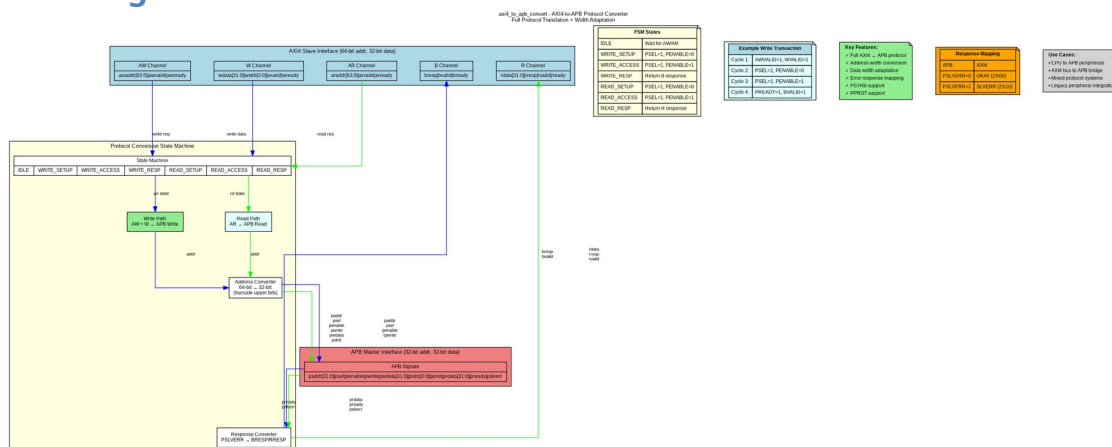 axi4_to_apb_convert - AXI4-to-APB Protocol Converter
Full Protocol Translation + Width Adaptation
AXI4 Slave Interface (64-bit addr, 32-bit data)
AW Channel
awaddr[63:0]|awvalid|awready
W Channel
wdata[31:0]|wstrb[3:0]|wvalid|wready
AR Channel
araddr[63:0]|arvalid|arready
B Channel
bresp|bvalid|bready
R Channel
rdata[31:0]|rresp|rvalid|rready
FSM States
IDLE Wait for AW/AR
WRITE_SETUP PSEL=1, PENABLE=0
WRITE_ACCESS PSEL=1, PENABLE=1
WRITE_RESP Return B response
READ_SETUP PSEL=1, PENABLE=0
READ_ACCESS PSEL=1, PENABLE=1
READ_RESP Return R response
Example Write Transaction
Cycle 1: AWVALID=1, WVALID=1
Cycle 2: PSEL=1, PENABLE=0
Cycle 3: PSEL=1, PENABLE=1
Cycle 4: PREADY=1, BVALID=1
Key Features:
✓ Full AXI4 → APB protocol
✓ Address width conversion
✓ Data width adaptation
✓ Error response mapping
✓ PSTRB support
✓ PPROT support
Response Mapping
APB AXI4
PSLVERR=0 OKAY (2'b00)
PSLVERR=1 SLVERR (2'b10)
Use Cases:
• CPU to APB peripherals
• AXI4 bus to APB bridge
• Mixed protocol systems
• Legacy peripheral integratio
write req
write data
read req
Protocol Conversion State Machine
State Machine
IDLE WRITE_SETUP WRITE_ACCESS WRITE_RESP READ_SETUP READ_ACCESS READ_RESP
wr state
rd state
Write Path
AW + W → APB Write
Read Path
AR → APB Read
addr
addr
Address Converter
64-bit → 32-bit
(truncate upper bits)
bresp
bvalid
rdata
rresp
rvalid
paddr
psel
penable
pwrite
pwdata
pstrb
paddr
psel
penable
!pwrite
APB Master Interface (32-bit addr, 32-bit data)
APB Signals
paddr[31:0]|psel|penable|pwrite|pwdata[31:0]|pstrb[3:0]|pprot|prdata[31:0]|pready|pslverr
pready
pslverr
prdata
pready
pslverr
Response Converter
PSLVERR → BRESP/RRESP